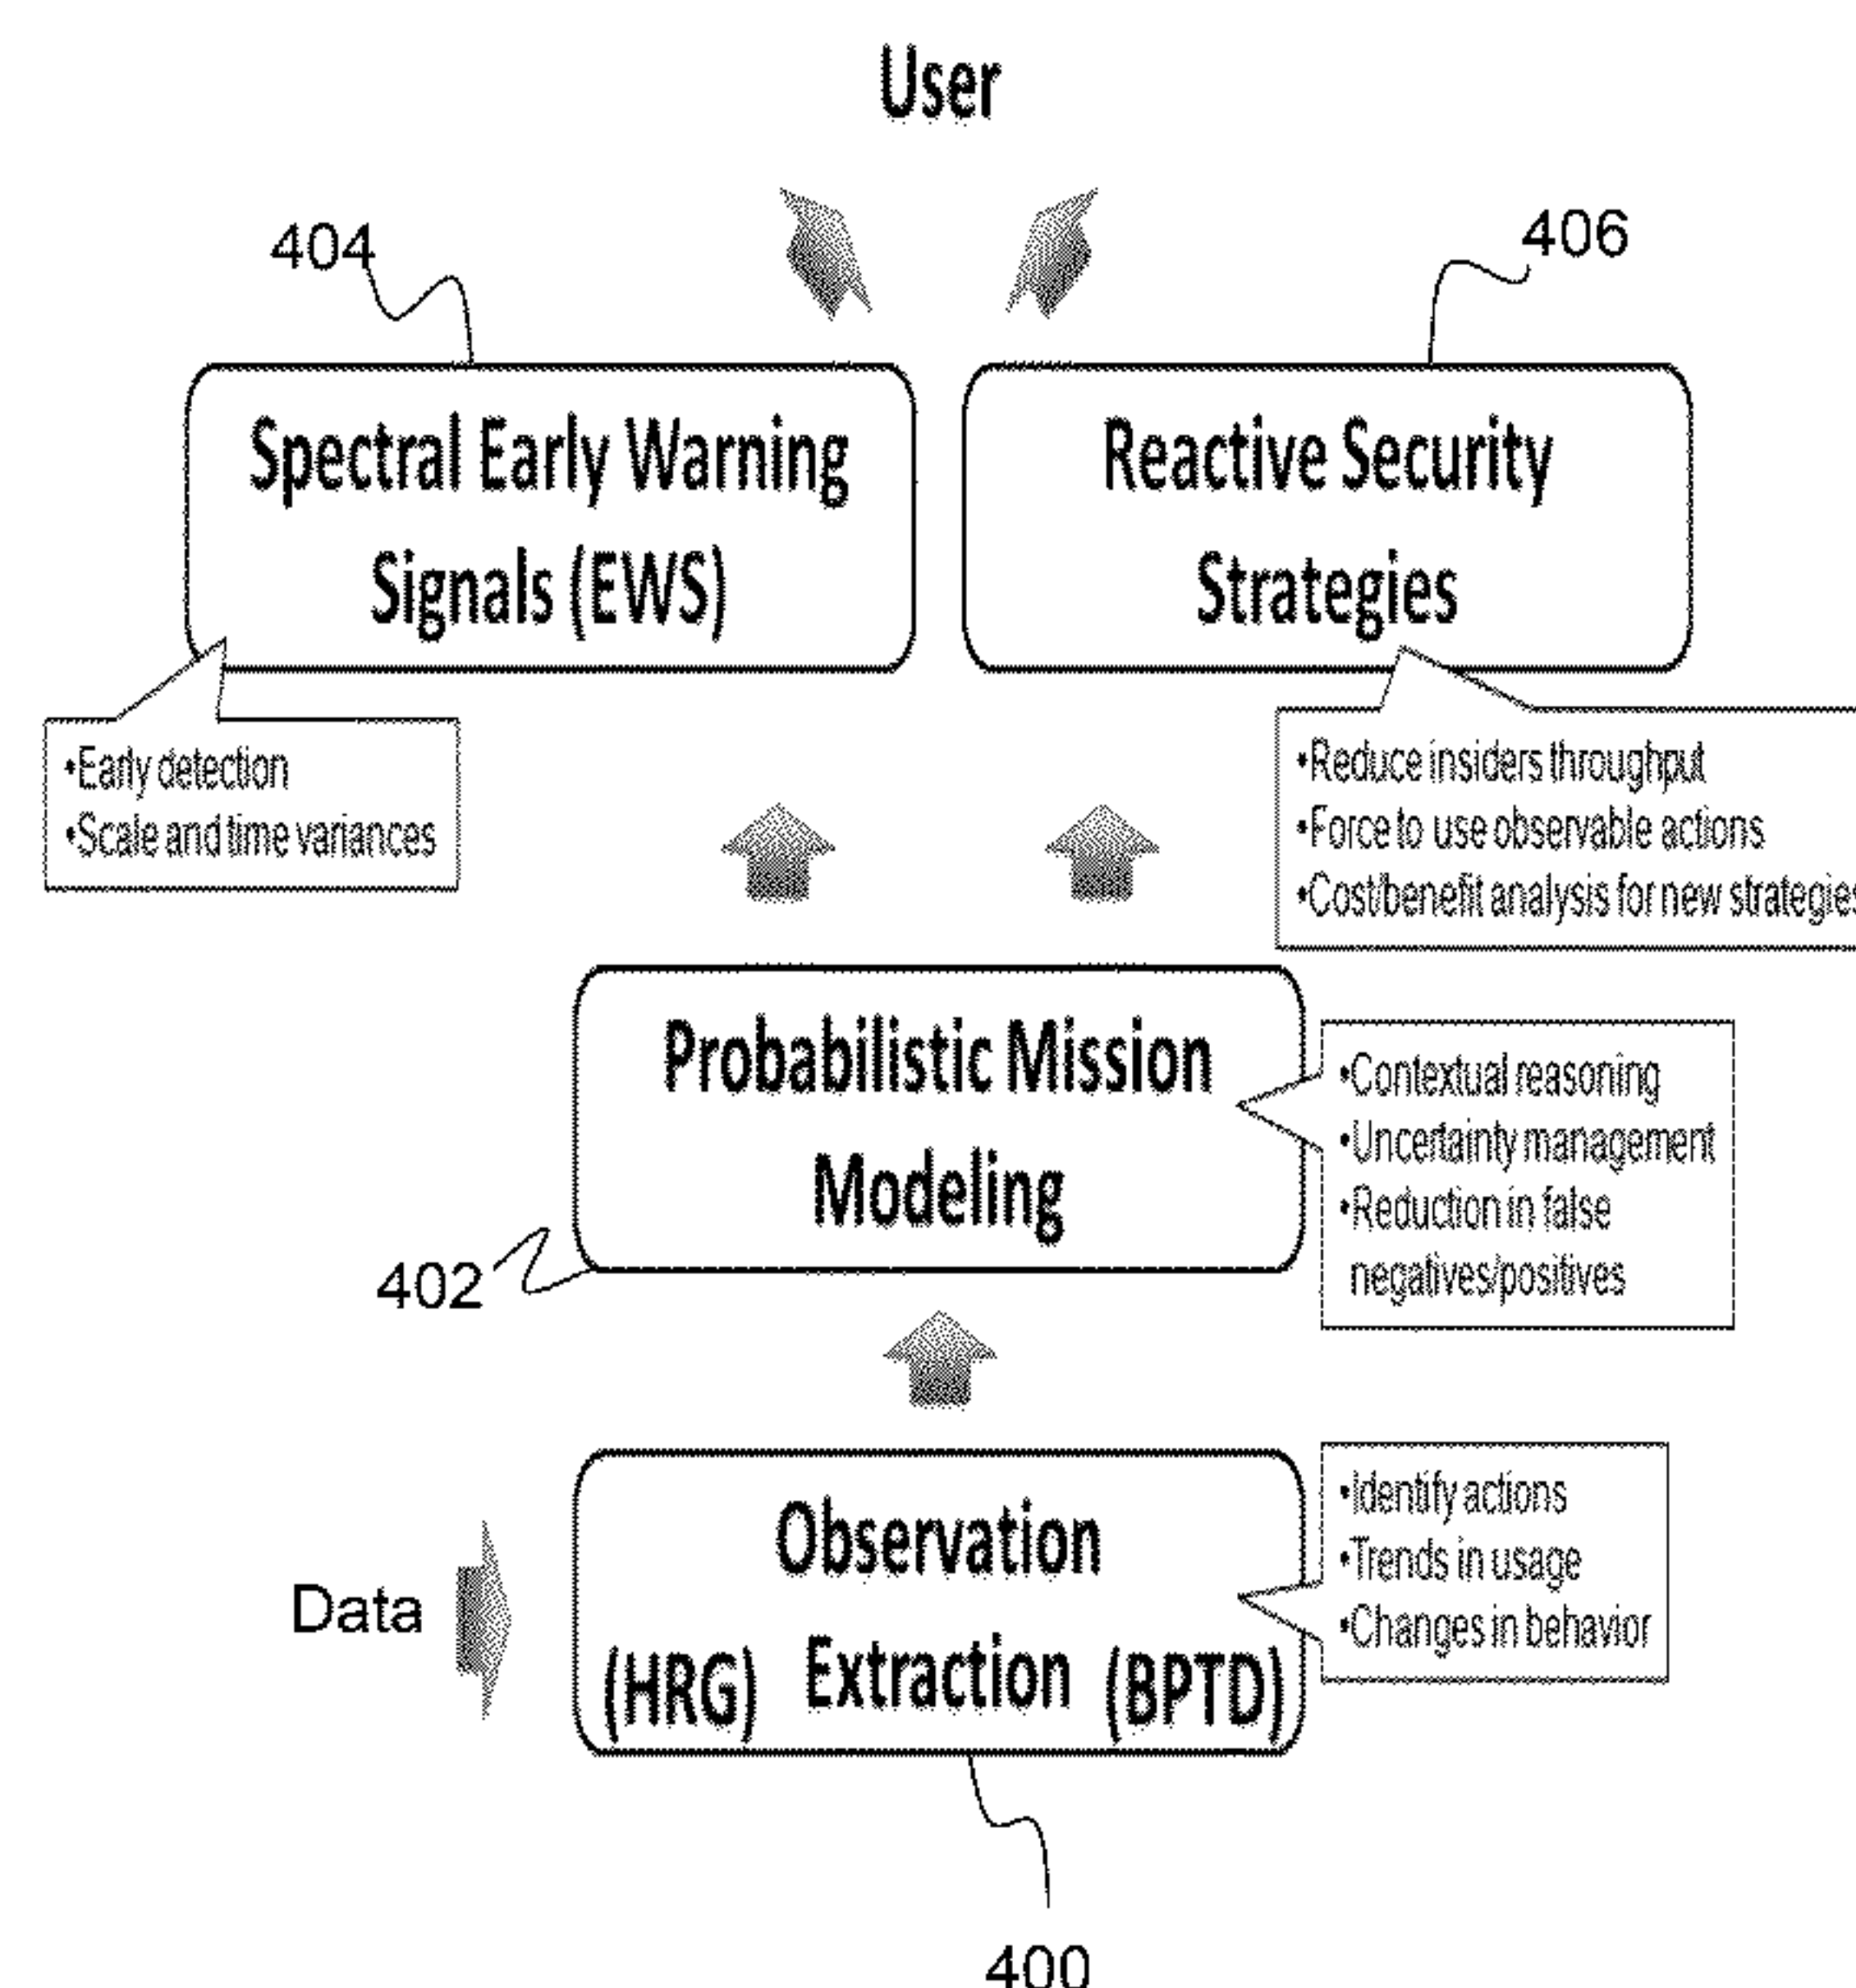 User
404
406
Spectral Early Warning
Signals (EWS)
Reactive Security
Strategies
•Early detection
•Scale and time variances
•Reduce insiders throughput
•Force to use observable actions
•Cost/benefit analysis for new strategies
Probabilistic Mission
Modeling
•Contextual reasoning
•Uncertainty management
•Reduction in false
negatives/positives
402
Observation
(HRG) Extraction (BPTD)
•Identify actions
•Trends in usage
•Changes in behavior
Data
400